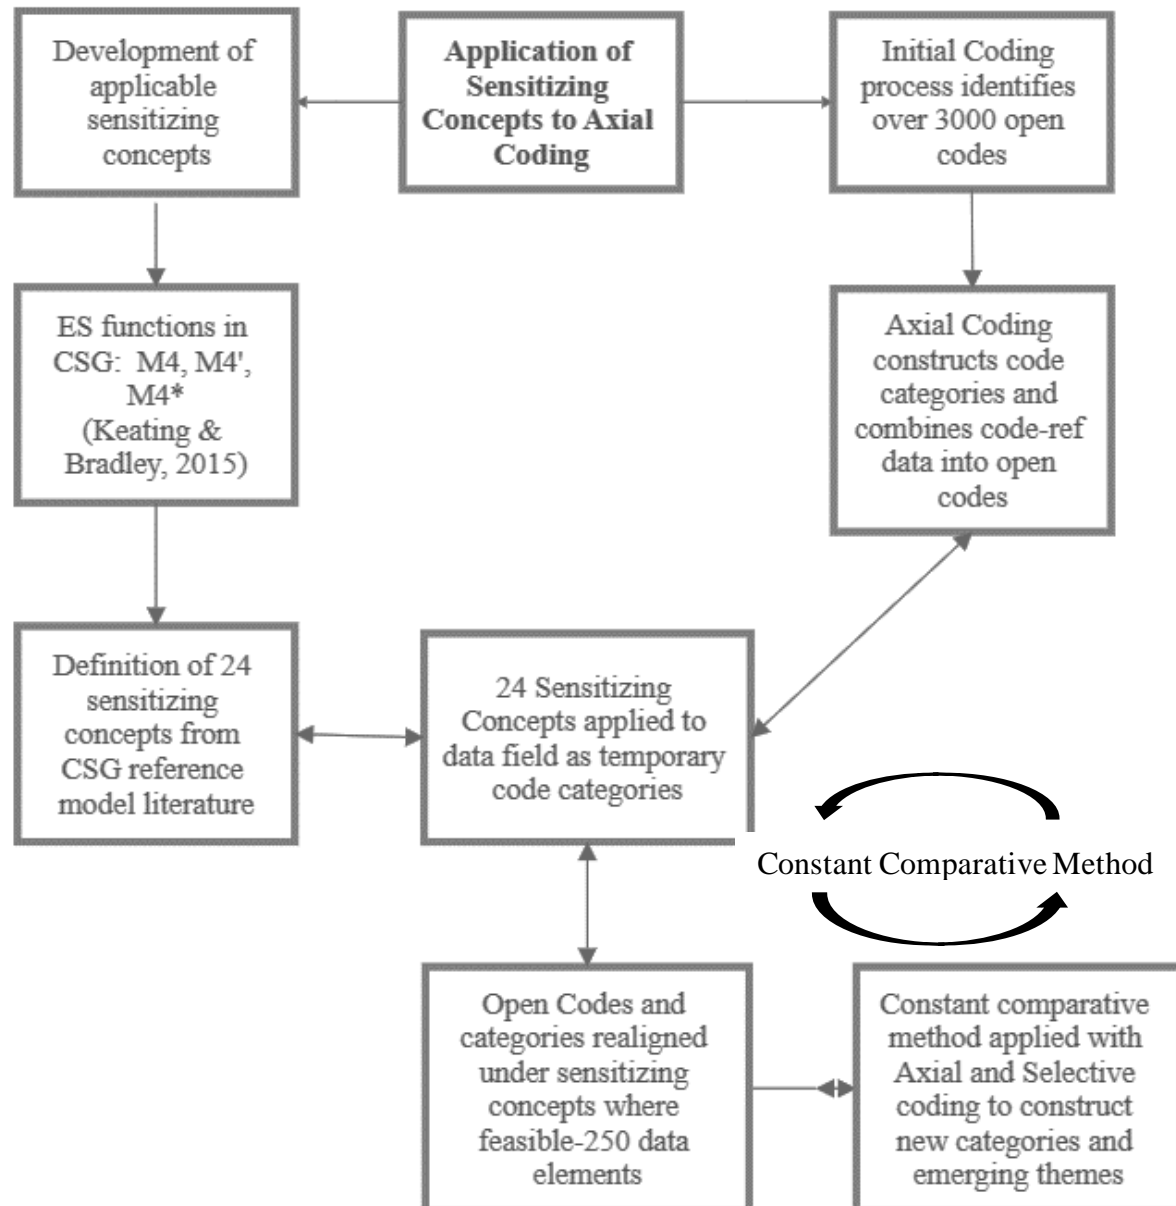 Development of
applicable
sensitizing
concepts
Application of
Sensitizing
Concepts to Axial
Coding
Initial Coding
process identifies
over 3000 open
codes
ES functions in
CSG: M4, M4',
M4*
(Keating &
Bradley, 2015)
Axial Coding
constructs code
categories and
combines code-ref
data into open
codes
Definition of 24
sensitizing
concepts from
CSG reference
model literature
24 Sensitizing
Concepts applied to
data field as temporary
code categories
Constant Comparative Method
Open Codes and
categories realigned
under sensitizing
concepts where
feasible-250 data
elements
Constant comparative
method applied with
Axial and Selective
coding to construct
new categories and
emerging themes